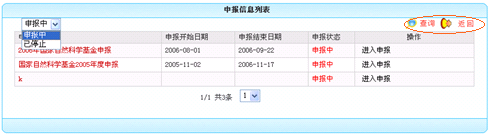 申报信息列表
申报中 查询 返回
申报中
已停止
申报开始日期 申报结束日期 申报状态 操作
2006年国家自然科学基金申报 2006-08-01 2006-09-22 申报中 进入申报
国家自然科学基金2005年度申报 2005-11-02 2006-11-17 申报中 进入申报
k 申报中 进入申报
1/1 共3条 1